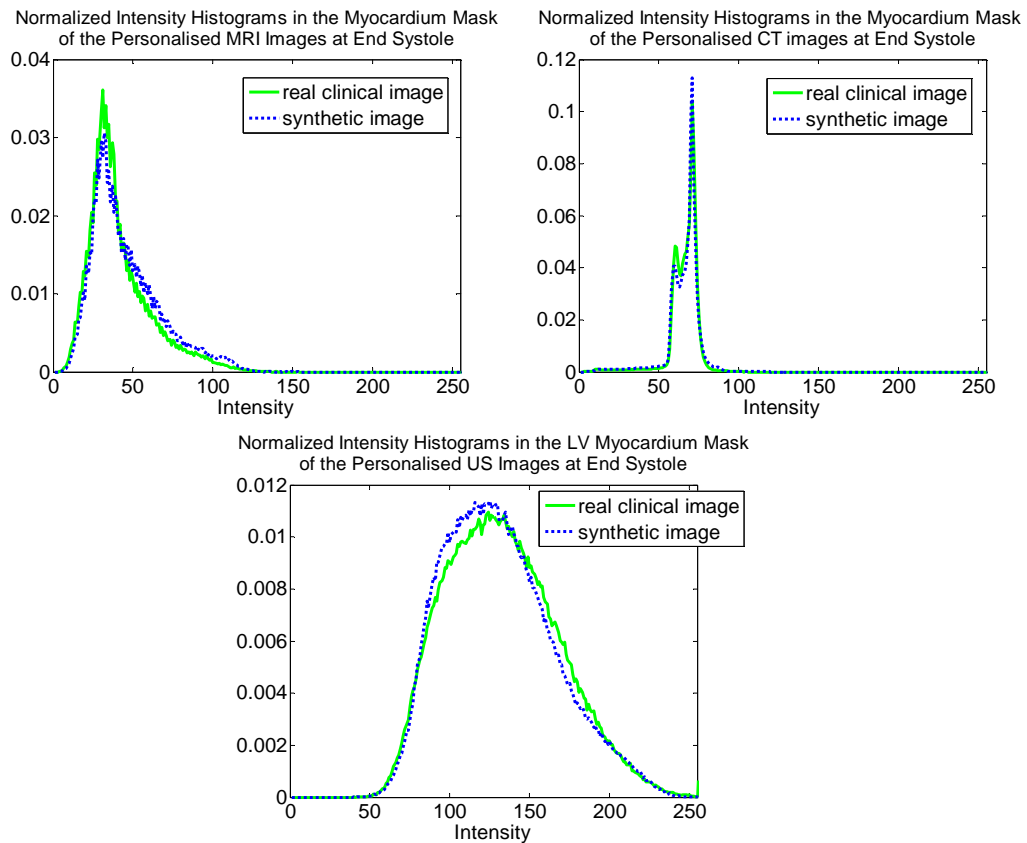 Normalized Intensity Histograms in the Myocardium Mask
of the Personalised MRI Images at End Systole
0.04
0.03
0.02
0.01
0
real clinical image
synthetic image
0 50 100 150 200 250
Intensity
Normalized Intensity Histograms in the Myocardium Mask
of the Personalised CT images at End Systole
0.12
0.1
0.08
0.06
0.04
0.02
0
real clinical image
synthetic image
0 50 100 150 200 250
Intensity
Normalized Intensity Histograms in the LV Myocardium Mask
of the Personalised US Images at End Systole
0.012
0.01
0.008
0.006
0.004
0.002
0
real clinical image
synthetic image
0 50 100 150 200 250
Intensity